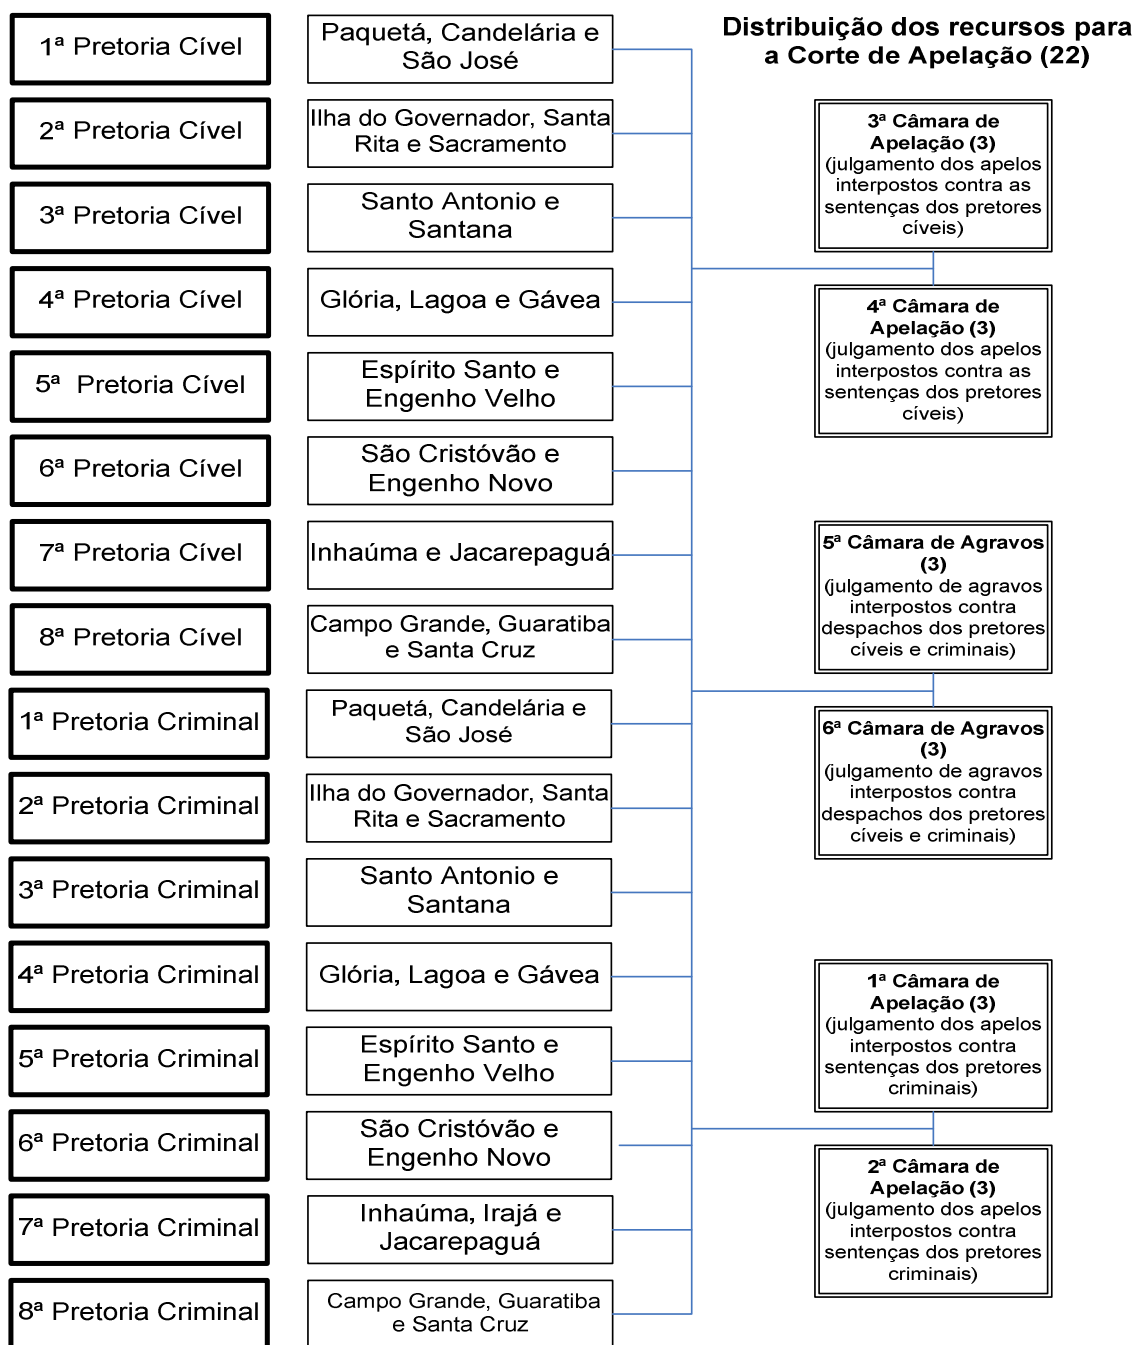 1ª Pretoria Cível
Paquetá, Candelária e
São José
2ª Pretoria Cível
Ilha do Governador, Santa
Rita e Sacramento
3ª Pretoria Cível
Santo Antonio e
Santana
4ª Pretoria Cível
Glória, Lagoa e Gávea
5ª Pretoria Cível
Espírito Santo e
Engenho Velho
6ª Pretoria Cível
São Cristóvão e
Engenho Novo
7ª Pretoria Cível
Inhaúma e Jacarepaguá
8ª Pretoria Cível
Campo Grande, Guaratiba
e Santa Cruz
1ª Pretoria Criminal
Paquetá, Candelária e
São José
2ª Pretoria Criminal
Ilha do Governador, Santa
Rita e Sacramento
3ª Pretoria Criminal
Santo Antonio e
Santana
4ª Pretoria Criminal
Glória, Lagoa e Gávea
5ª Pretoria Criminal
Espírito Santo e
Engenho Velho
6ª Pretoria Criminal
São Cristóvão e
Engenho Novo
7ª Pretoria Criminal
Inhaúma, Irajá e
Jacarepaguá
8ª Pretoria Criminal
Campo Grande, Guaratiba
e Santa Cruz
Distribuição dos recursos para
a Corte de Apelação (22)
3ª Câmara de
Apelação (3)
(julgamento dos apelos
interpostos contra as
sentenças dos pretores
cíveis)
4ª Câmara de
Apelação (3)
(julgamento dos apelos
interpostos contra as
sentenças dos pretores
cíveis)
5ª Câmara de Agravos
(3)
(julgamento de agravos
interpostos contra
despachos dos pretores
cíveis e criminais)
6ª Câmara de Agravos
(3)
(julgamento de agravos
interpostos contra
despachos dos pretores
cíveis e criminais)
1ª Câmara de
Apelação (3)
(julgamento dos apelos
interpostos contra
sentenças dos pretores
criminais)
2ª Câmara de
Apelação (3)
(julgamento dos apelos
interpostos contra
sentenças dos pretores
criminais)